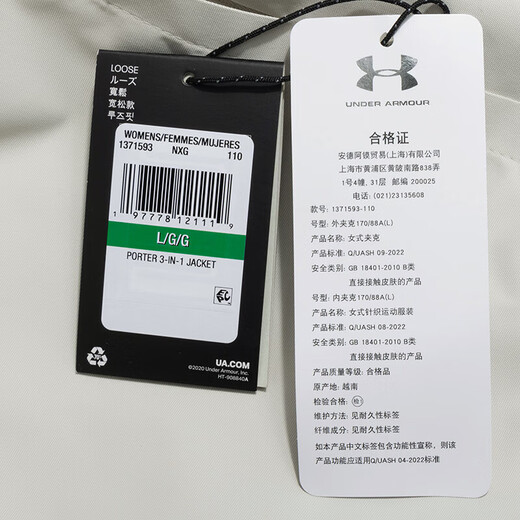 LOOSE
ルーズ
寬鬆
宽松款
루즈핏
WOMENS/FEMMES/MUJERES
1371593 NXG 110
1 97778 12111 9
L/G/G
PORTER 3-IN-1 JACKET
EAC
UA.COM
©2020 Under Armour, Inc.
HT-908840A
UNDER ARMOUR
合格证
安德阿镆贸易(上海)有限公司
上海市黄浦区黄陂南路838弄
1号4幢, 31层 200025
电话: (021)23135608
款号: 1371593-110
号型: 外夹克170/88A(L)
产品名称: 女式夹克
产品标准: Q/UASH 09-2022
安全类别: GB 18401-2010 B类
直接接触皮肤的产品
号型: 内夹克170/88A(L)
产品名称: 女式针织运动服装
产品标准: Q/UASH 08-2022
安全类别: GB 18401-2010 B类
直接接触皮肤的产品
产品质量等级: 合格品
原产地: 越南
检验合格: 检1
维护方法: 见耐久性标签
纤维成分: 见耐久性标签
如本产品中文标签包含功能性宣称, 则该
产品功能应适用Q/UASH 04-2022标准